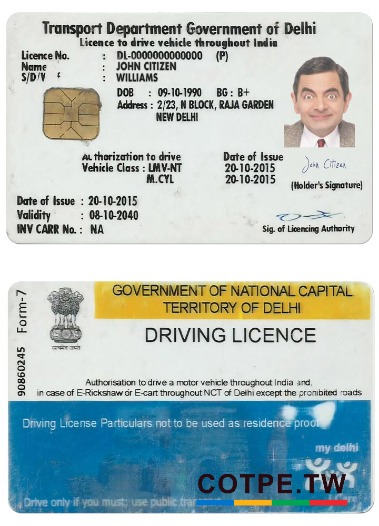 Transport Department Government of Delhi
Licence to drive vehicle throughout India
Licence No. : DL-0000000000000 (P)
Name : JOHN CITIZEN
S/D/W : WILLIAMS
DOB : 09-10-1990 BG : B+
Address : 2/23, N BLOCK, RAJA GARDEN
NEW DELHI
Authorization to drive Date of Issue
Vehicle Class : LMV-NT 20-10-2015
M.CYL 20-10-2015
John Citizen
(Holder's Signature)
Date of Issue : 20-10-2015
Validity : 08-10-2040
INV CARR No. : NA
Sig. of Licencing Authority
Form-7
90860245
GOVERNMENT OF NATIONAL CAPITAL
TERRITORY OF DELHI
DRIVING LICENCE
सत्यमेव जयते
Authorisation to drive a motor vehicle throughout India and,
in case of E-Rickshaw or E-cart throughout NCT of Delhi except the prohibited roads
Driving License Particulars not to be used as residence proof
my delhi
I Care
Drive only if you must; use public
COTPE.TW